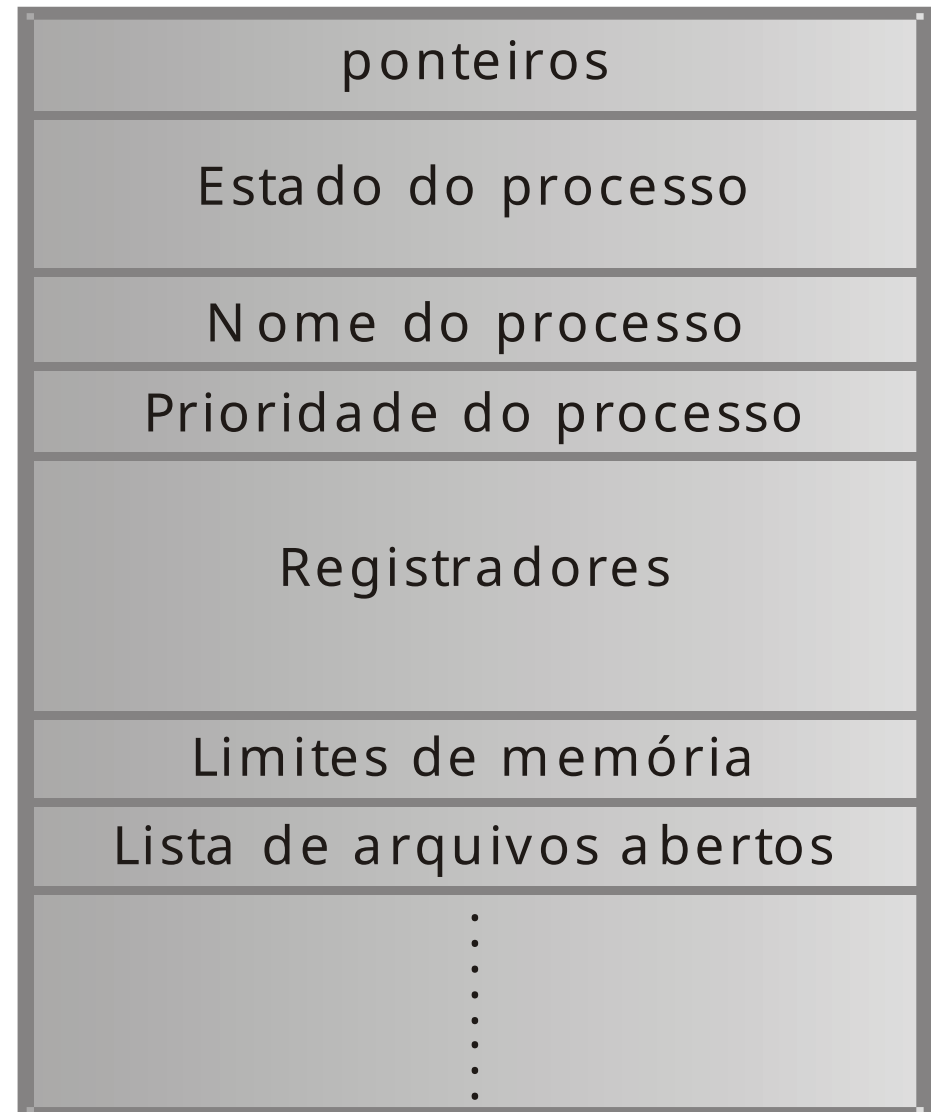 ponteiros
Estado do processo
Nome do processo
Prioridade do processo
Registradores
Limites de memória
Lista de arquivos abertos